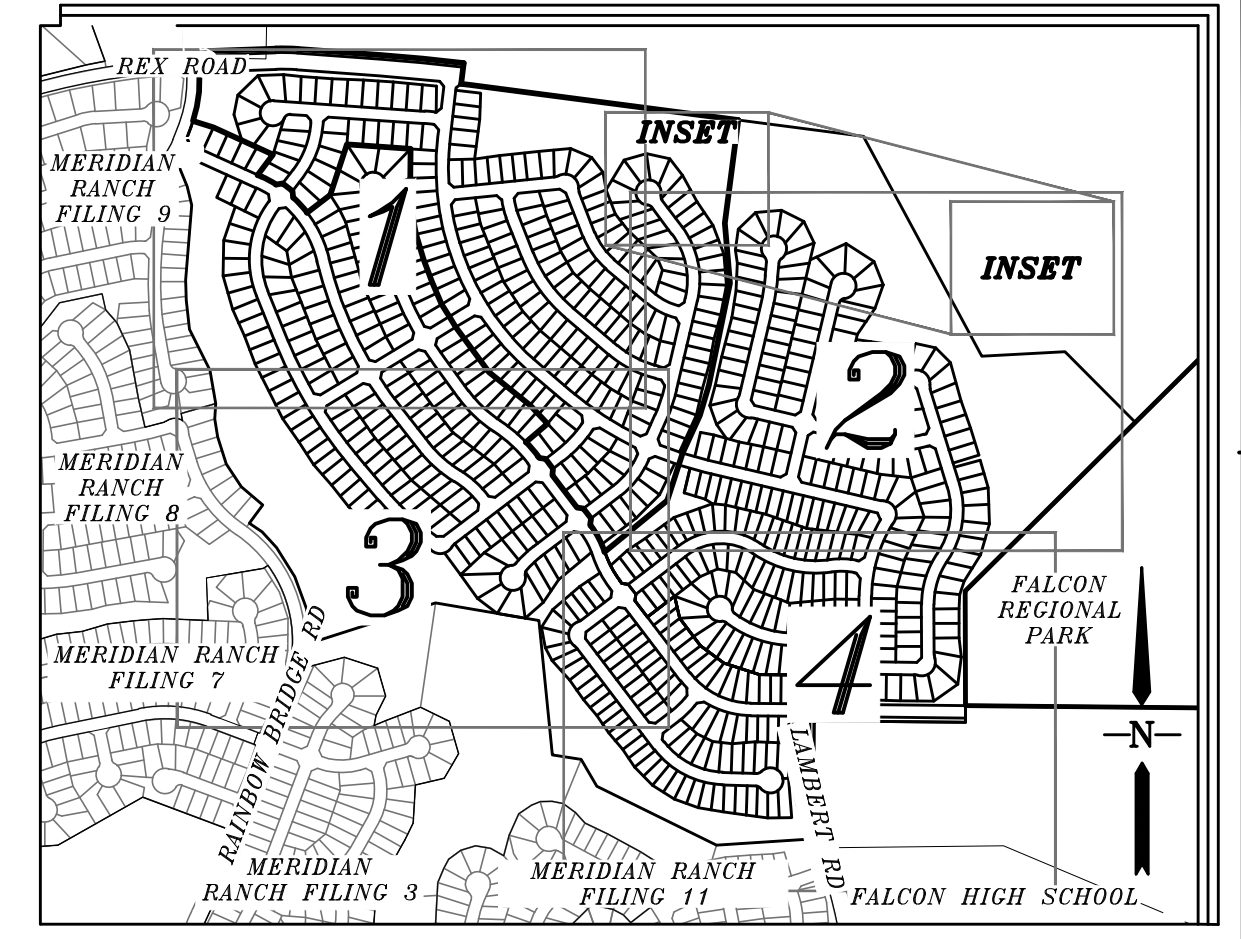 REX ROAD
INSET
MERIDIAN
RANCH
FILING 9
1
INSET
2
MERIDIAN
RANCH
FILING 8
3
FALCON
REGIONAL
PARK
MERIDIAN RANCH
FILING 7
4
RAINBOW BRIDGE RD
N
LAMBERT RD
MERIDIAN
RANCH FILING 3
MERIDIAN RANCH
FILING 11
FALCON HIGH SCHOOL